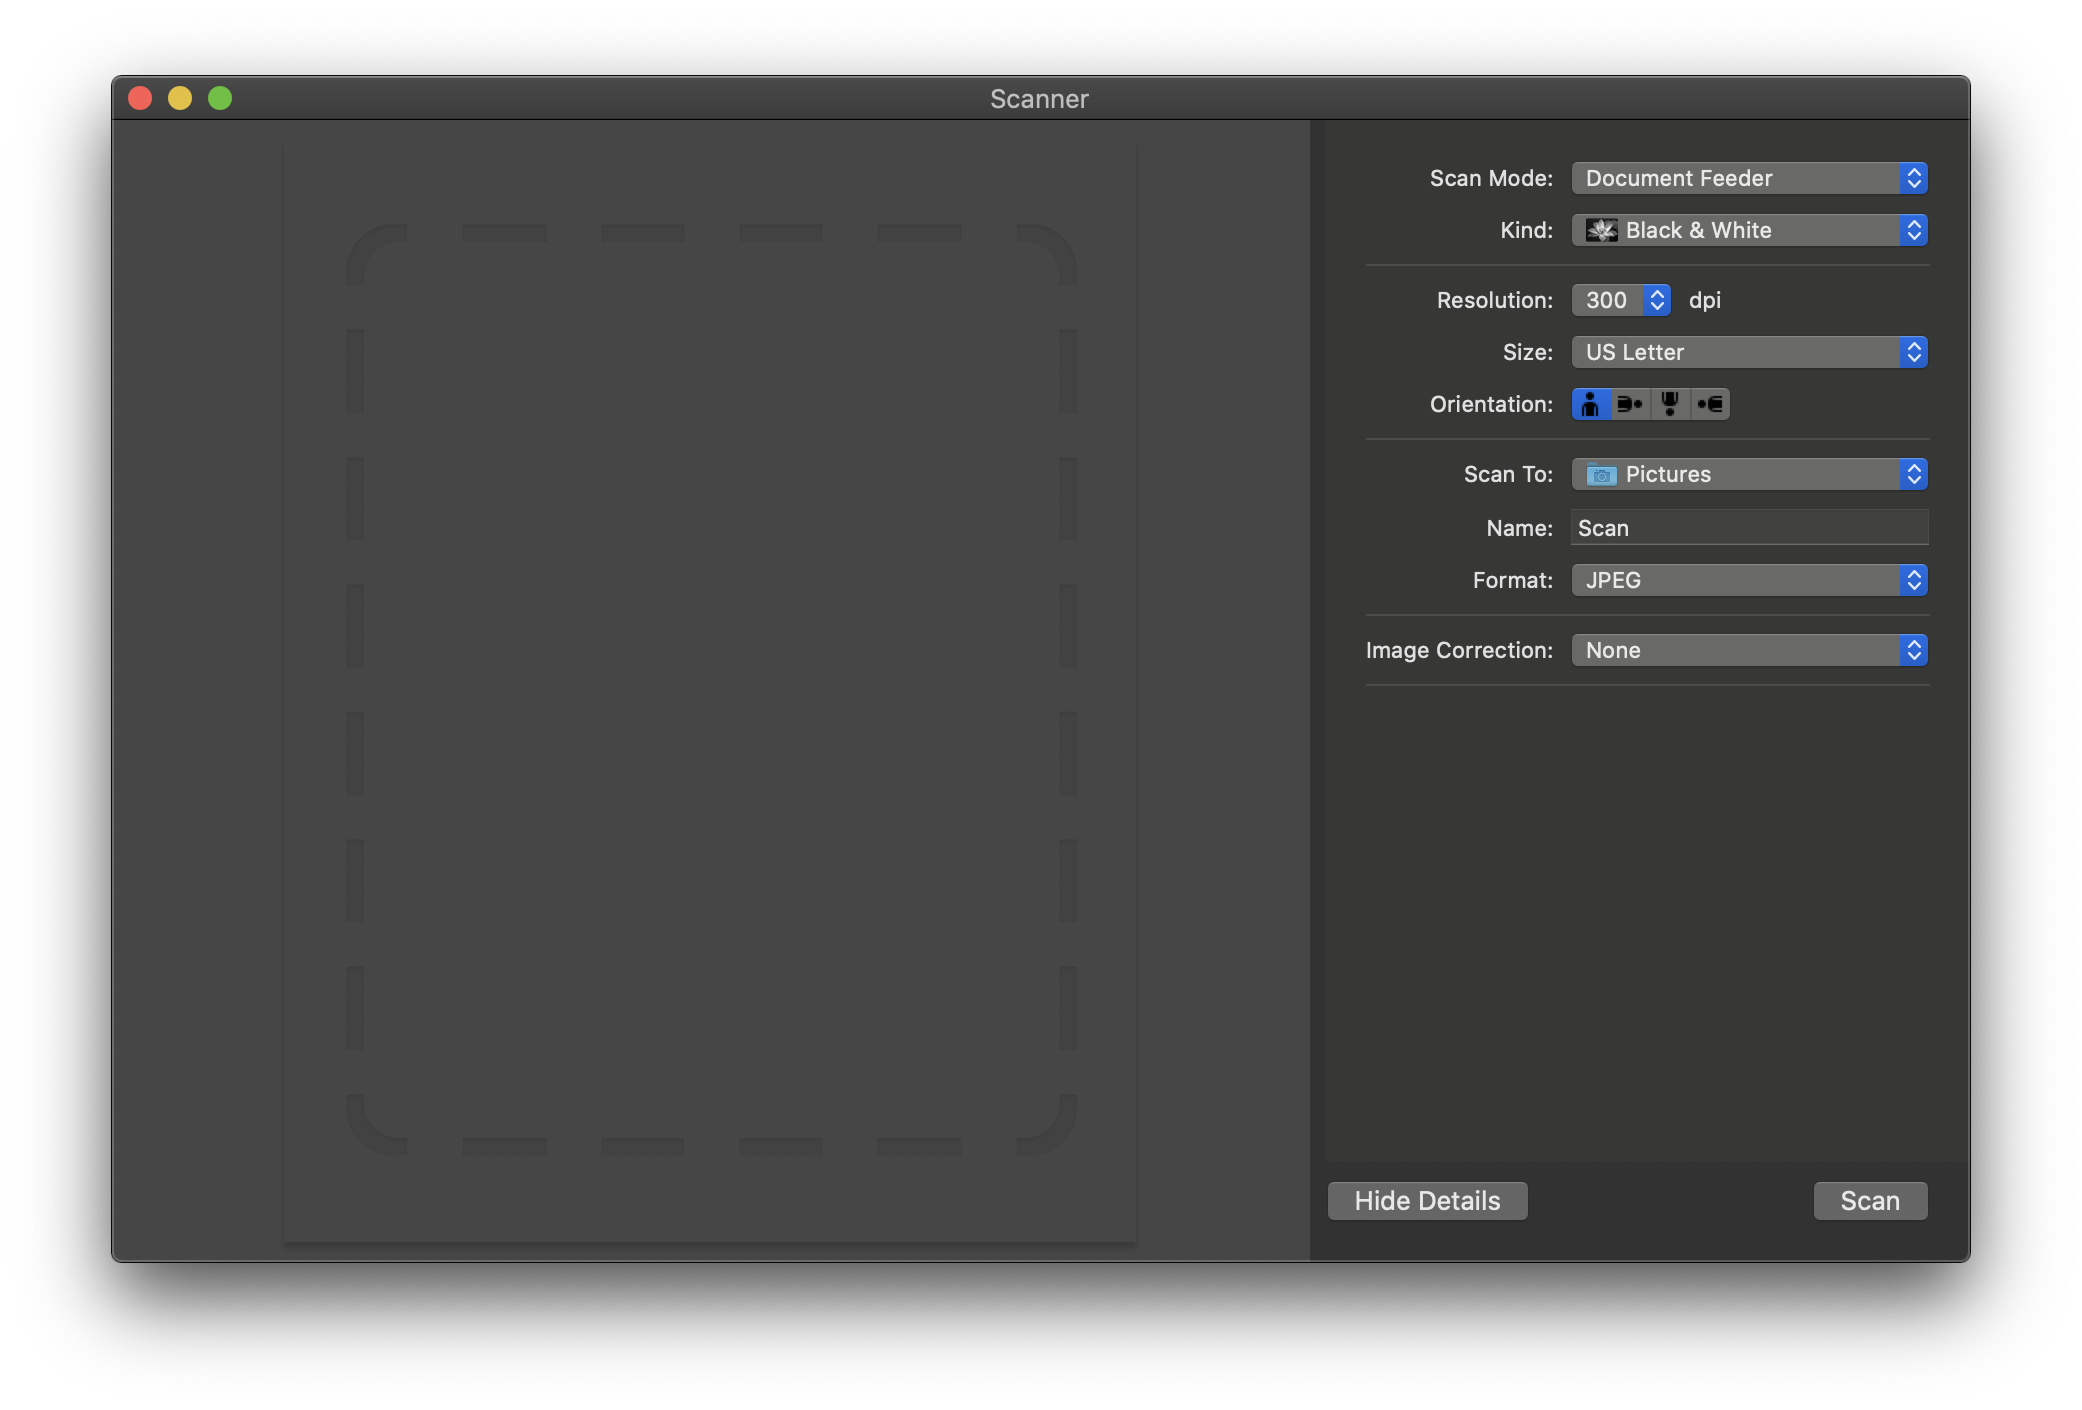 Scanner
Scan Mode: Document Feeder
Kind: Black & White
Resolution: 300 dpi
Size: US Letter
Orientation:
Scan To: Pictures
Name: Scan
Format: JPEG
Image Correction: None
Hide Details Scan